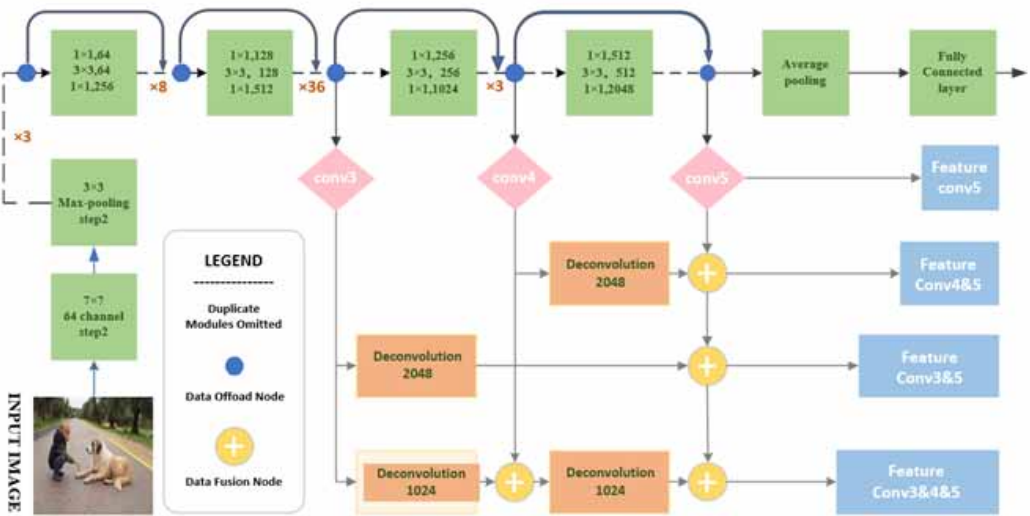 1×1,64
3×3,64
1×1,256
×8
1×1,128
3×3, 128
1×1,512
×36
1×1,256
3×3, 256
1×1,1024
×3
1×1,512
3×3, 512
1×1,2048
Average
pooling
Fully
Connected
layer
×3
3×3
Max-pooling
step2
7×7
64 channel
step2
INPUT IMAGE
LEGEND
Duplicate
Modules Omitted
Data Offoad Node
Data Fusion Node
conv3
conv4
conv5
Feature
conv5
Deconvolution
2048
Feature
Conv4&5
Deconvolution
2048
Feature
Conv3&5
Deconvolution
1024
Deconvolution
1024
Feature
Conv3&4&5